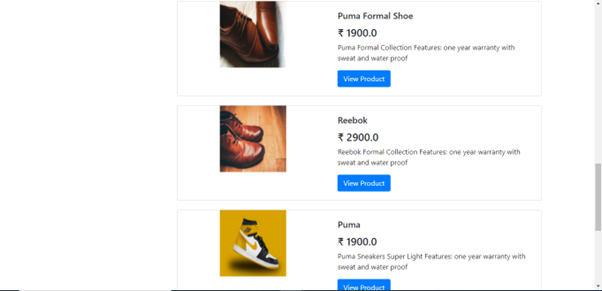 Puma Formal Shoe
₹ 1900.0
Puma Formal Collection Features: one year warranty with
sweat and water proof
View Product
Reebok
₹ 2900.0
Reebok Formal Collection Features: one year warranty with
sweat and water proof
View Product
Puma
₹ 1900.0
Puma Sneakers Super Light Features: one year warranty with
sweat and water proof
View Product